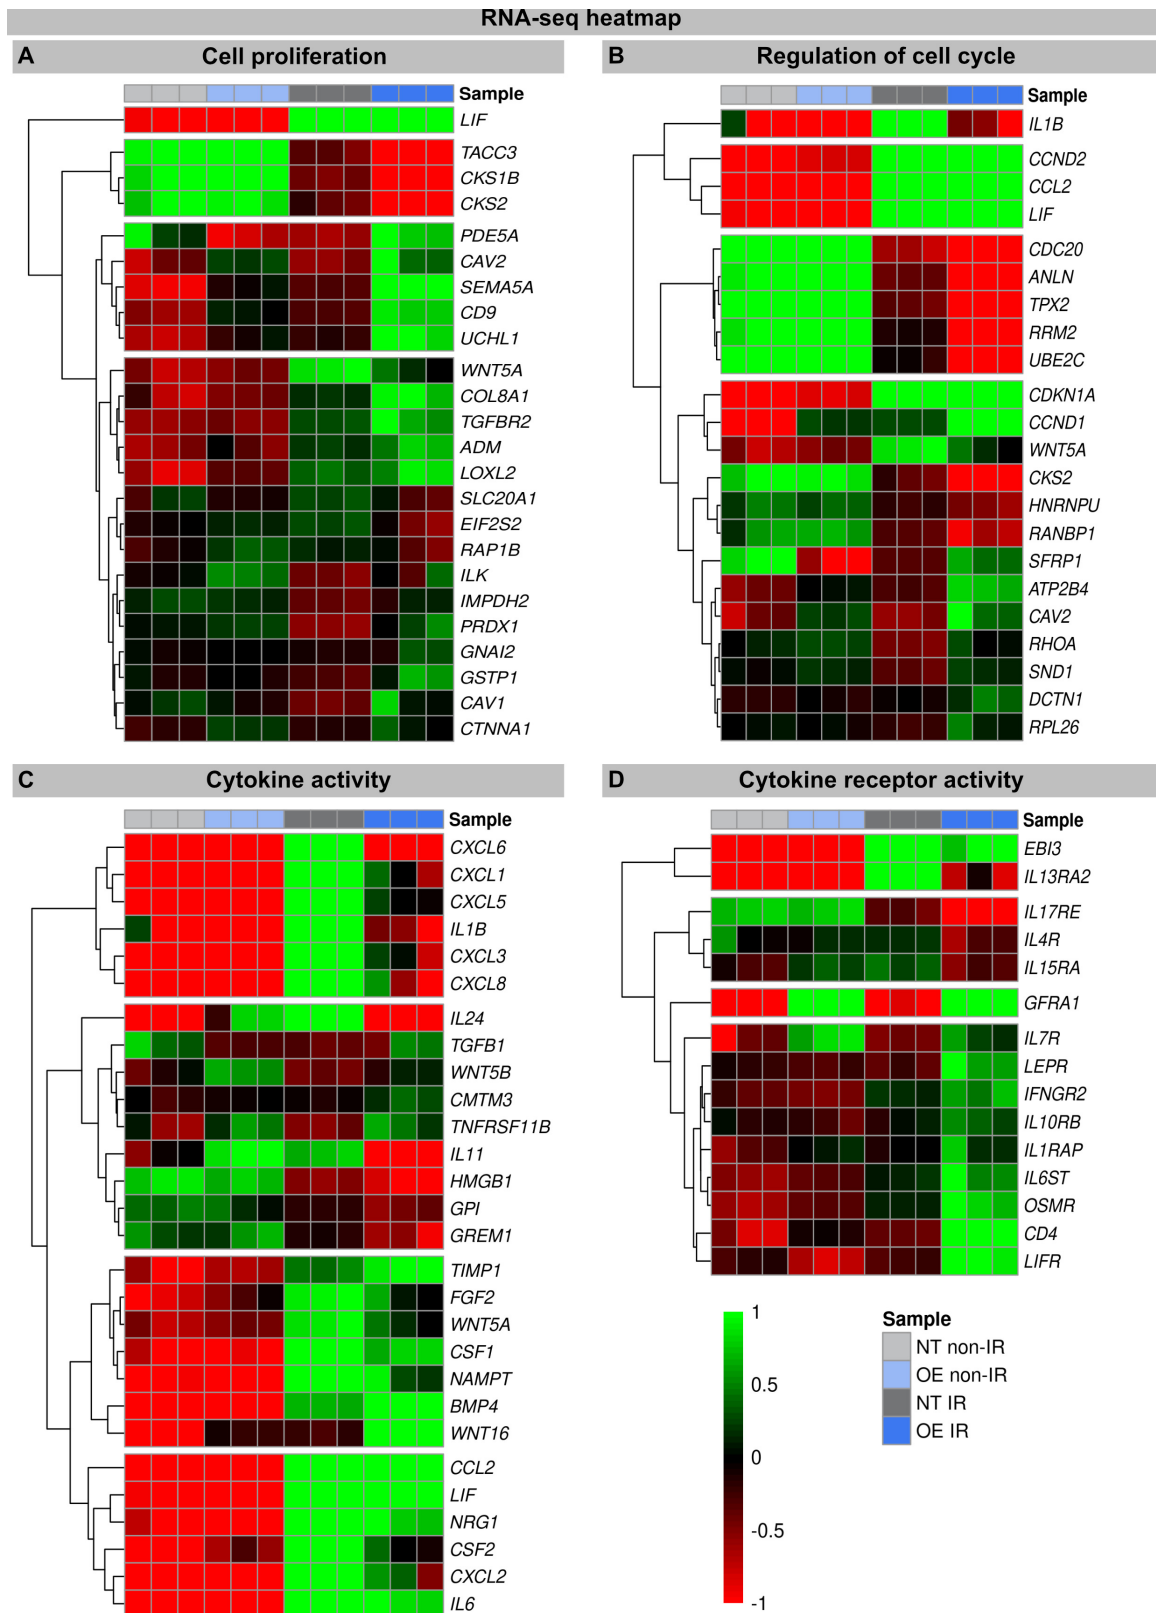 RNA-seq heatmap
A Cell proliferation
Sample
LIF
TACC3
CKS1B
CKS2
PDE5A
CAV2
SEMA5A
CD9
UCHL1
WNT5A
COL8A1
TGFBR2
ADM
LOXL2
SLC20A1
EIF2S2
RAP1B
ILK
IMPDH2
PRDX1
GNAI2
GSTP1
CAV1
CTNNA1
B Regulation of cell cycle
Sample
IL1B
CCND2
CCL2
LIF
CDC20
ANLN
TPX2
RRM2
UBE2C
CDKN1A
CCND1
WNT5A
CKS2
HNRNPU
RANBP1
SFRP1
ATP2B4
CAV2
RHOA
SND1
DCTN1
RPL26
C Cytokine activity
Sample
CXCL6
CXCL1
CXCL5
IL1B
CXCL3
CXCL8
IL24
TGFB1
WNT5B
CMTM3
TNFRSF11B
IL11
HMGB1
GPI
GREM1
TIMP1
FGF2
WNT5A
CSF1
NAMPT
BMP4
WNT16
CCL2
LIF
NRG1
CSF2
CXCL2
IL6
D Cytokine receptor activity
Sample
EBI3
IL13RA2
IL17RE
IL4R
IL15RA
GFRA1
IL7R
LEPR
IFNGR2
IL10RB
IL1RAP
IL6ST
OSMR
CD4
LIFR
1
0.5
0
-0.5
-1
Sample
NT non-IR
OE non-IR
NT IR
OE IR